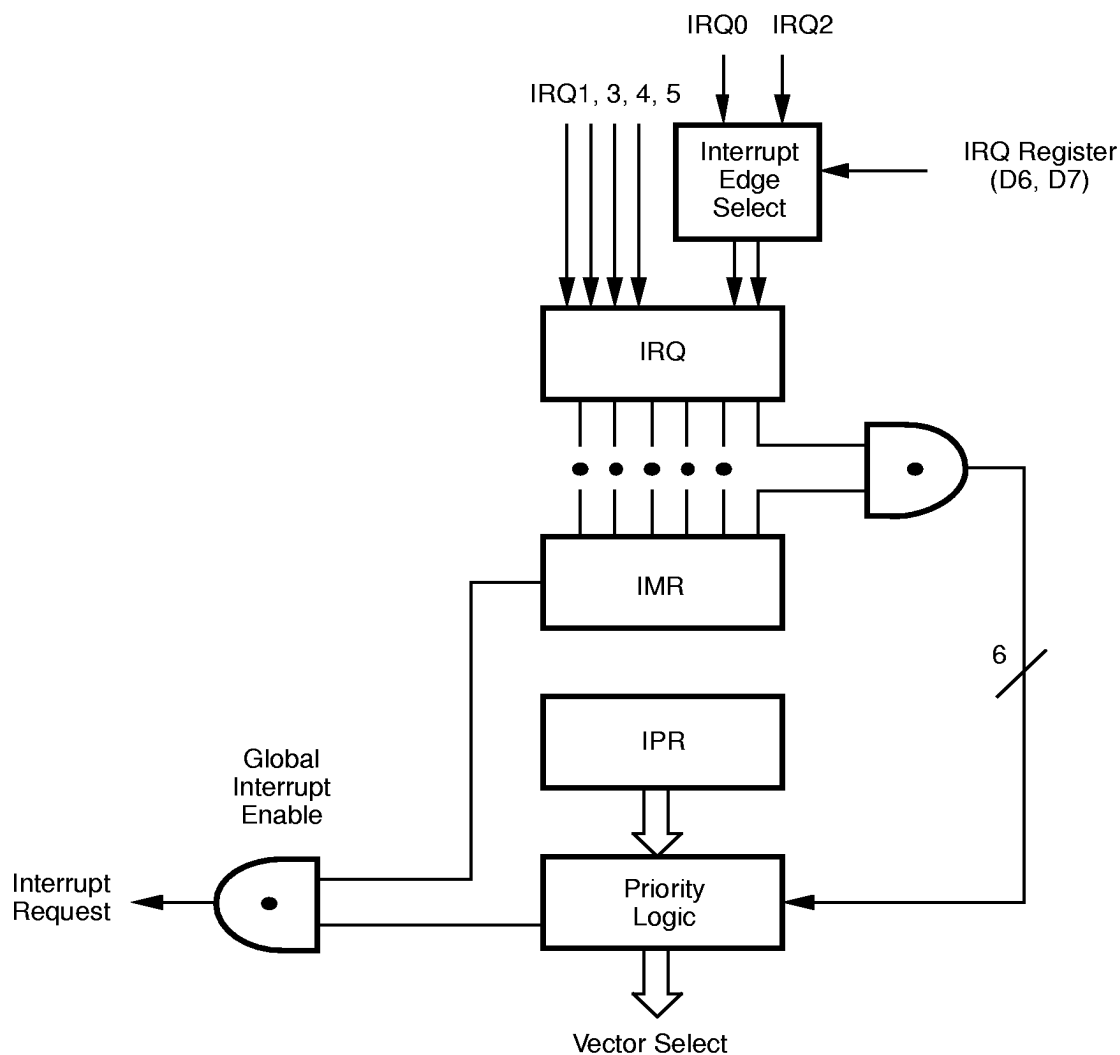 IRQ0 IRQ2
IRQ1, 3, 4, 5
Interrupt
Edge
Select
IRQ Register
(D6, D7)
IRQ
IMR
6
IPR
Global
Interrupt
Enable
Interrupt
Request
Priority
Logic
Vector Select